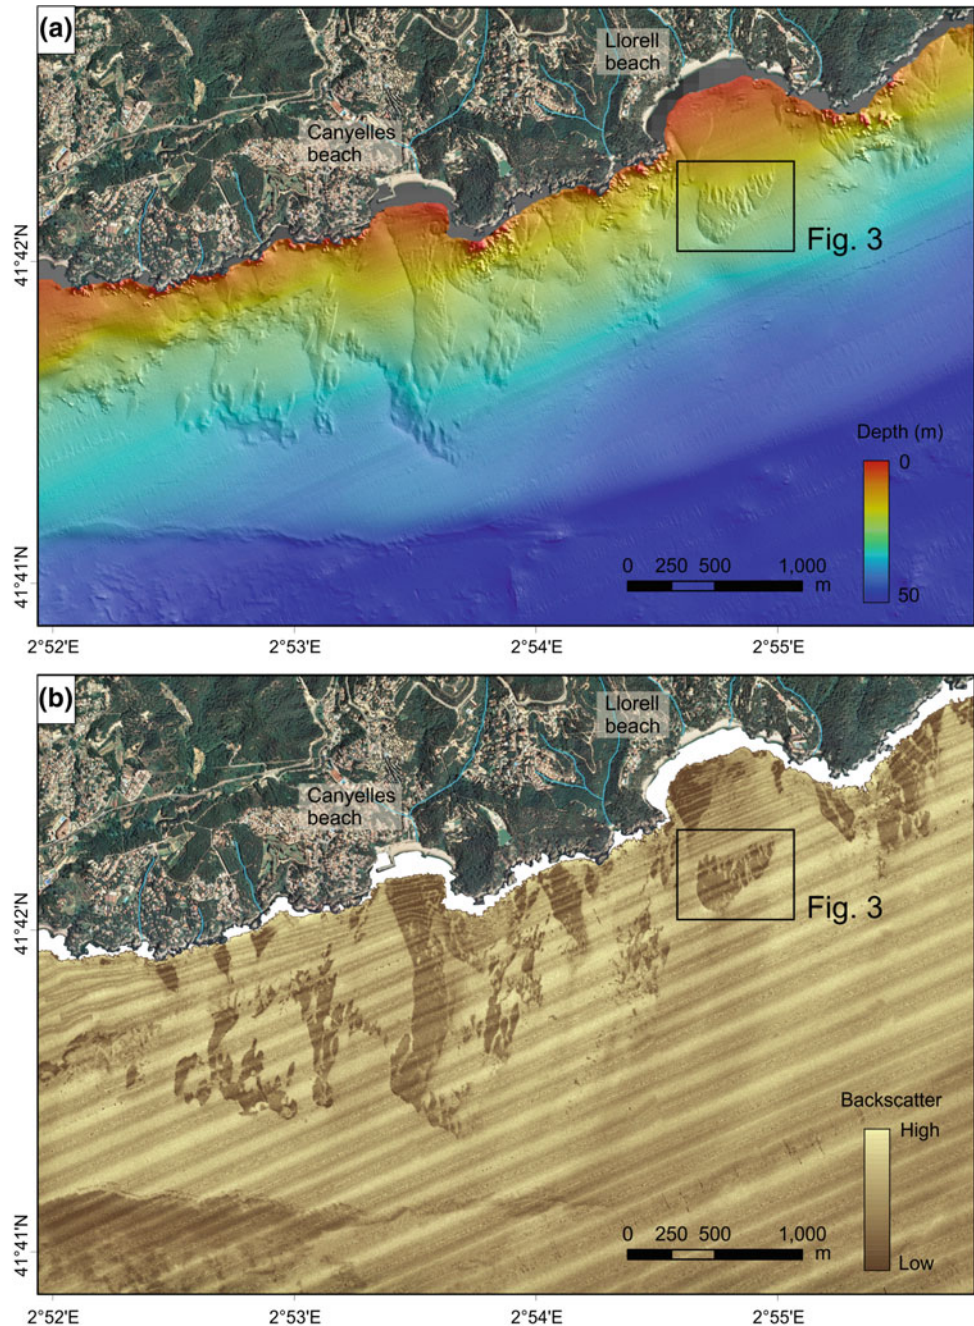 (a)
Llorell
beach
Canyelles
beach
Fig. 3
41°42'N
Depth (m)
0
50
0 250 500 1,000
m
41°41'N
2°52'E 2°53'E 2°54'E 2°55'E
(b)
Llorell
beach
Canyelles
beach
Fig. 3
41°42'N
Backscatter
High
Low
0 250 500 1,000
m
41°41'N
2°52'E 2°53'E 2°54'E 2°55'E